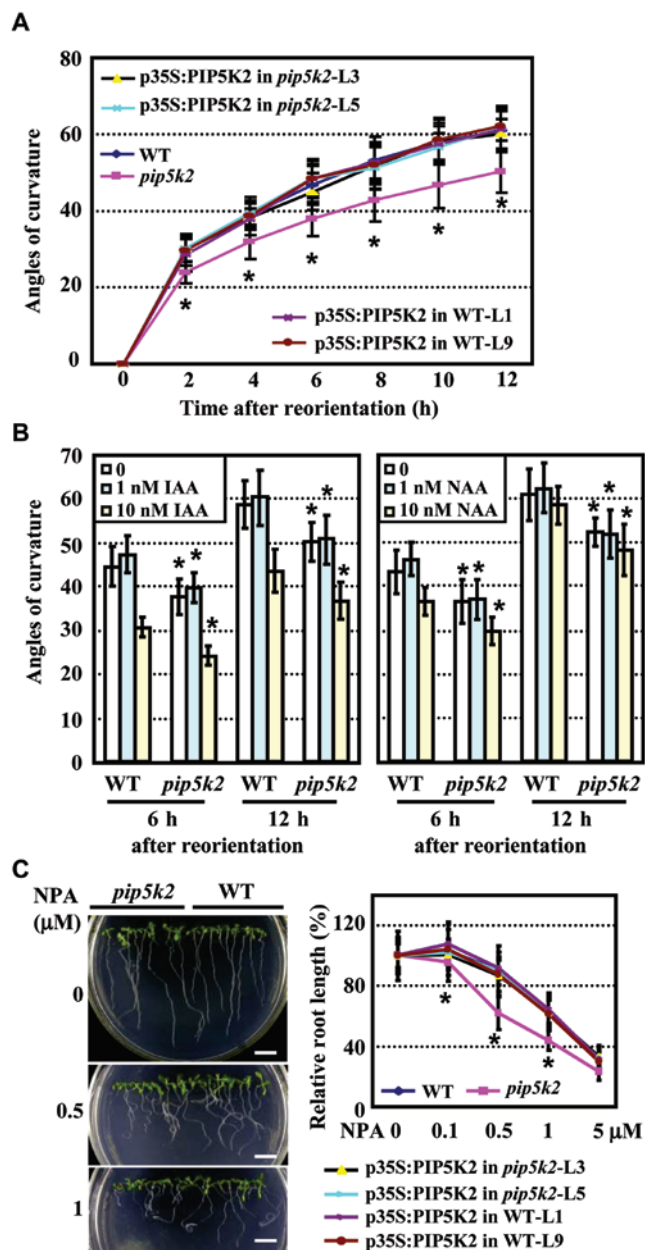 A
80
60
40
20
0
Angles of curvature
p35S:PIP5K2 in pip5k2-L3
p35S:PIP5K2 in pip5k2-L5
WT
pip5k2
* * * * * *
p35S:PIP5K2 in WT-L1
p35S:PIP5K2 in WT-L9
0 2 4 6 8 10 12
Time after reorientation (h)
B
70
60
50
40
30
20
10
0
Angles of curvature
0
1 nM IAA
10 nM IAA
* * * * * *
0
1 nM NAA
10 nM NAA
* * * * * *
WT pip5k2 WT pip5k2 WT pip5k2 WT pip5k2
6 h 12 h 6 h 12 h
after reorientation after reorientation
C
NPA
(µM)
pip5k2 WT
0
0.5
1
Relative root length (%)
120
80
40
0
* * *
WT pip5k2
NPA 0 0.1 0.5 1 5 µM
p35S:PIP5K2 in pip5k2-L3
p35S:PIP5K2 in pip5k2-L5
p35S:PIP5K2 in WT-L1
p35S:PIP5K2 in WT-L9